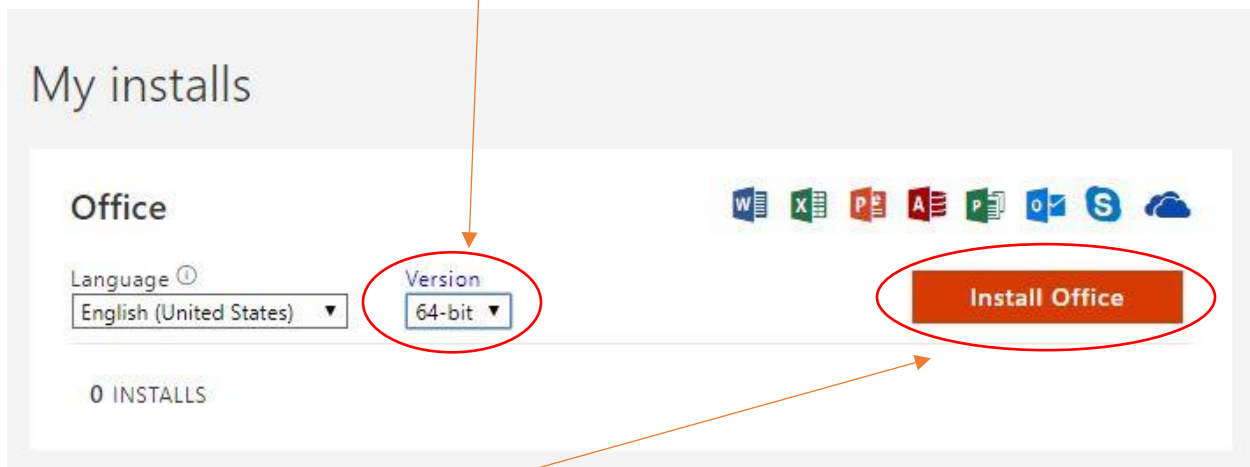 My installs
Office
Language
Version
English (United States)
64-bit
Install Office
0 INSTALLS